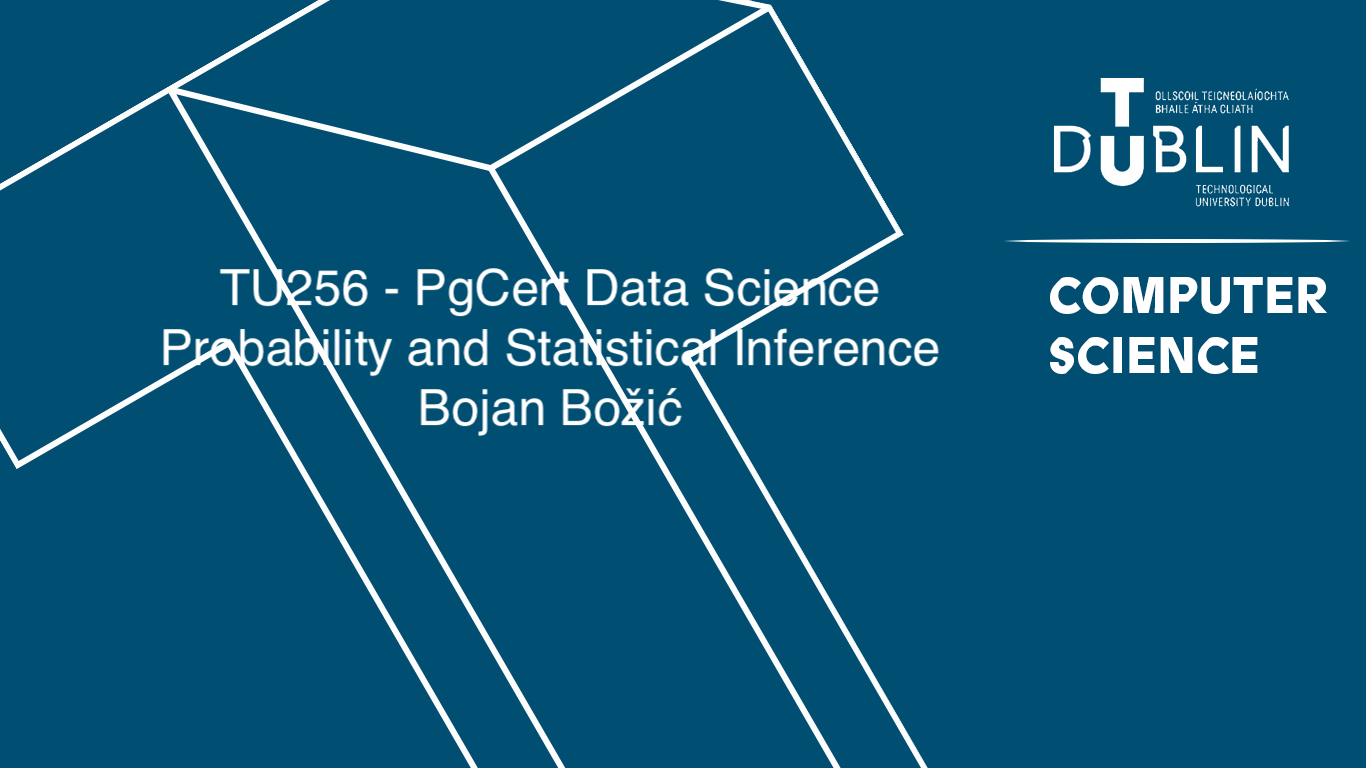 TU256 - PgCert Data Science
Probability and Statistical Inference
Bojan Božić
OLLSCOIL TEICNEOLAÍOCHTA
BHAILE ÁTHA CLIATH
TU DUBLIN
TECHNOLOGICAL
UNIVERSITY DUBLIN
COMPUTER
SCIENCE